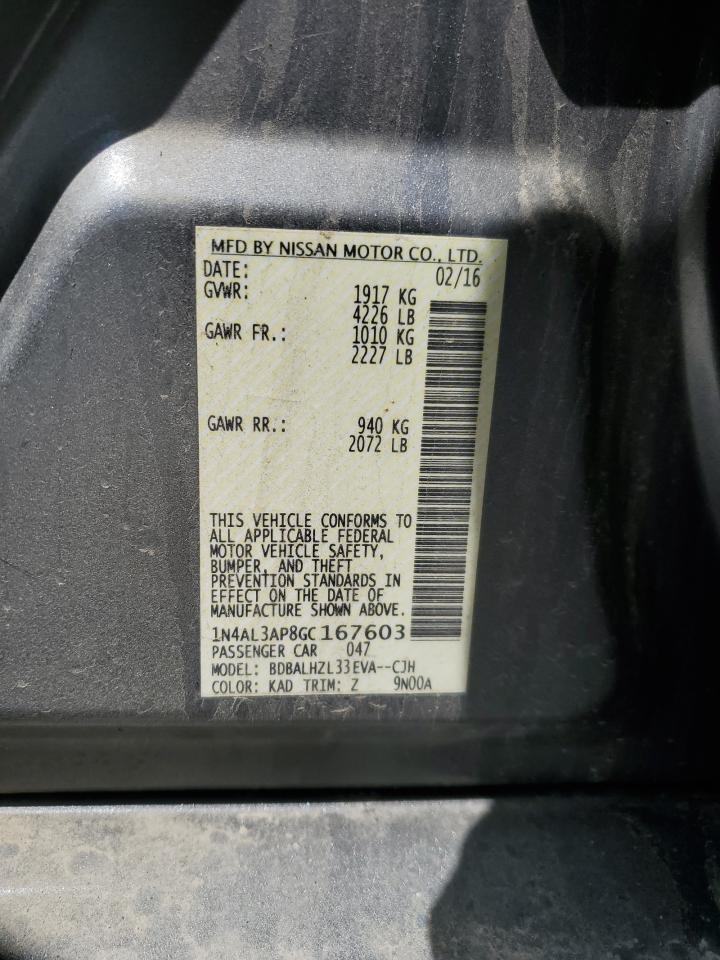 MFD BY NISSAN MOTOR CO., LTD.
DATE: 02/16
GVWR: 1917 KG
4226 LB
GAWR FR.: 1010 KG
2227 LB
GAWR RR.: 940 KG
2072 LB
THIS VEHICLE CONFORMS TO
ALL APPLICABLE FEDERAL
MOTOR VEHICLE SAFETY,
BUMPER, AND THEFT
PREVENTION STANDARDS IN
EFFECT ON THE DATE OF
MANUFACTURE SHOWN ABOVE.
1N4AL3AP8GC167603
PASSENGER CAR 047
MODEL: BDBALHZL33EVA--CJH
COLOR: KAD TRIM: Z 9N00A